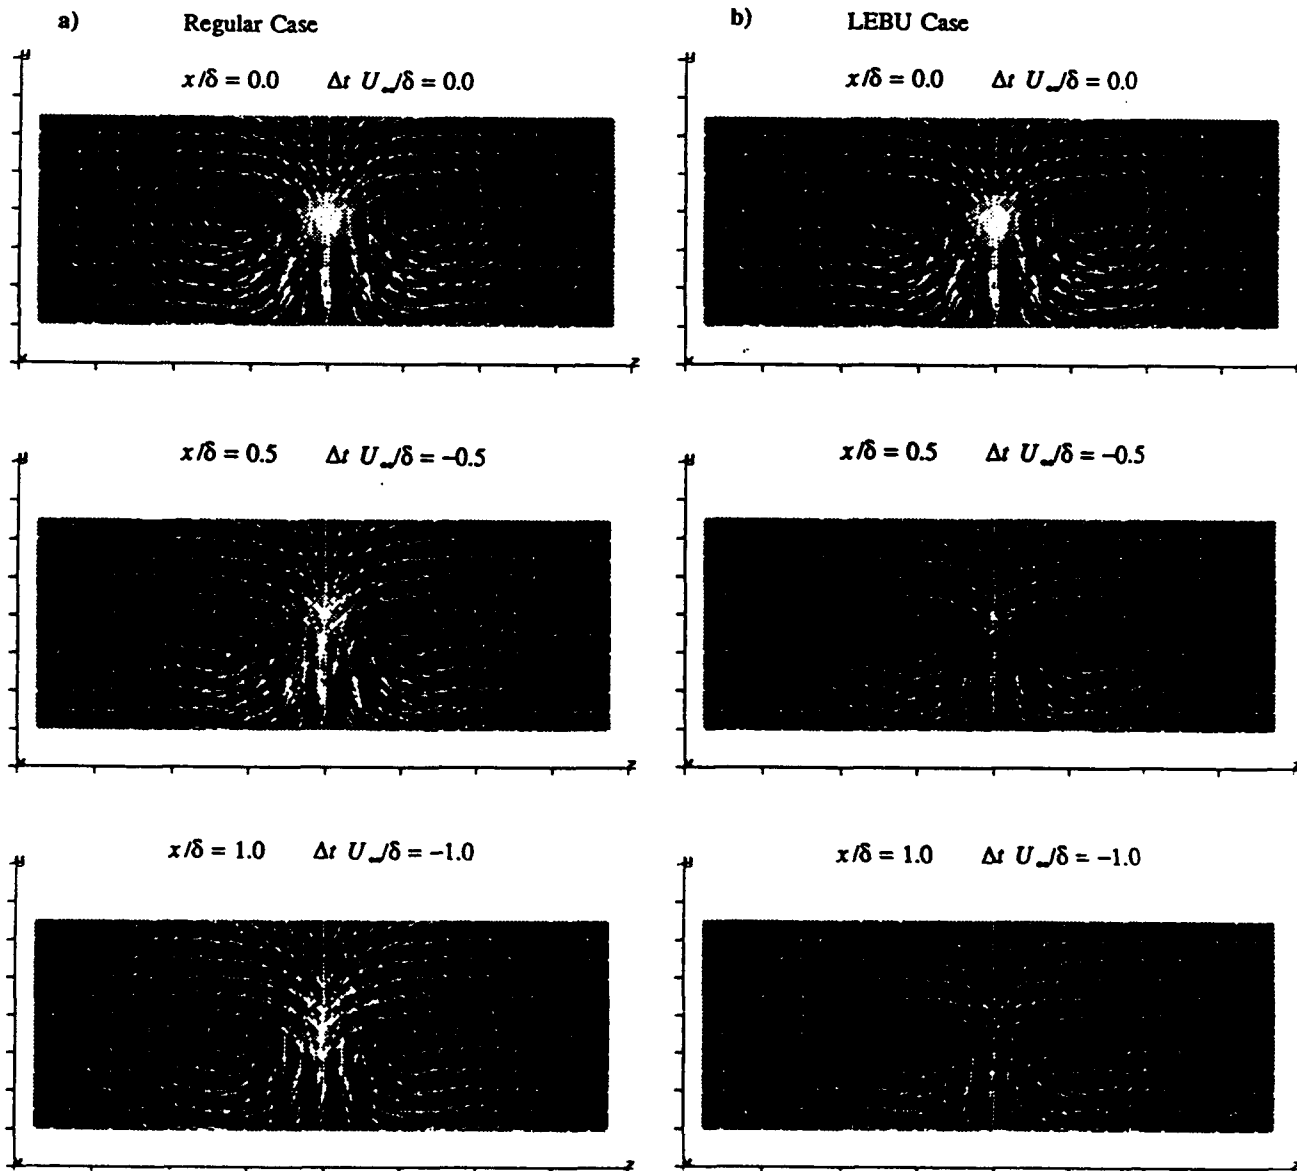 a) Regular Case
b) LEBU Case
y
x/δ = 0.0 Δt U∞/δ = 0.0
x z
y
x/δ = 0.0 Δt U∞/δ = 0.0
x z
y
x/δ = 0.5 Δt U∞/δ = −0.5
x z
y
x/δ = 0.5 Δt U∞/δ = −0.5
x z
y
x/δ = 1.0 Δt U∞/δ = −1.0
x z
y
x/δ = 1.0 Δt U∞/δ = −1.0
x z